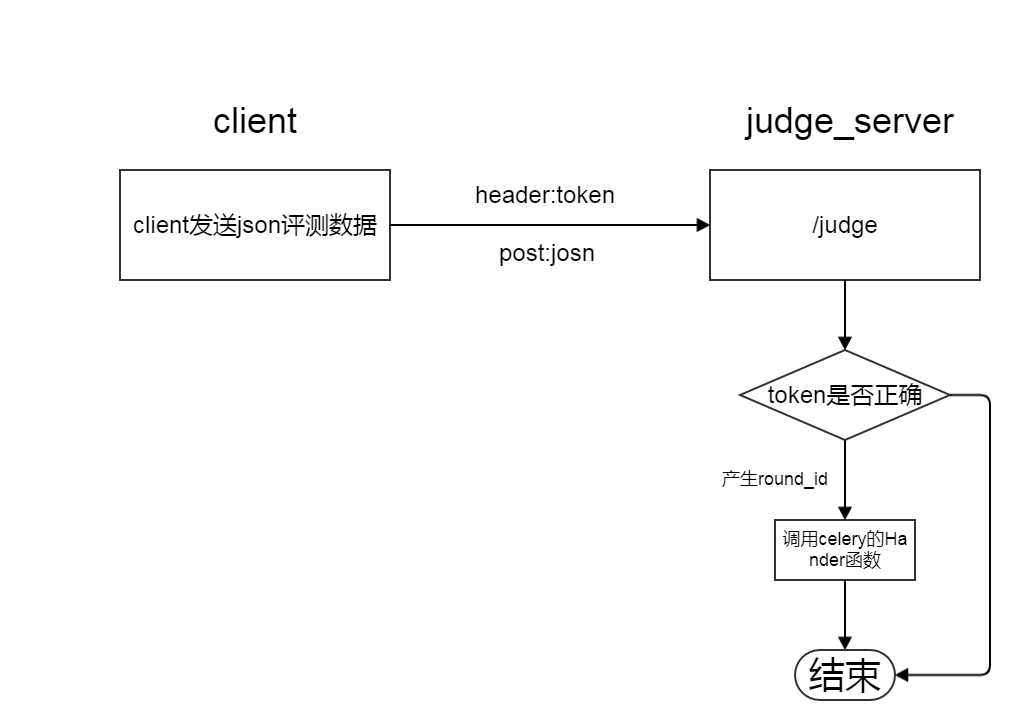 client
judge_server
client发送json评测数据
header:token
post:josn
/judge
token是否正确
产生round_id
调用celery的Ha
nder函数
结束